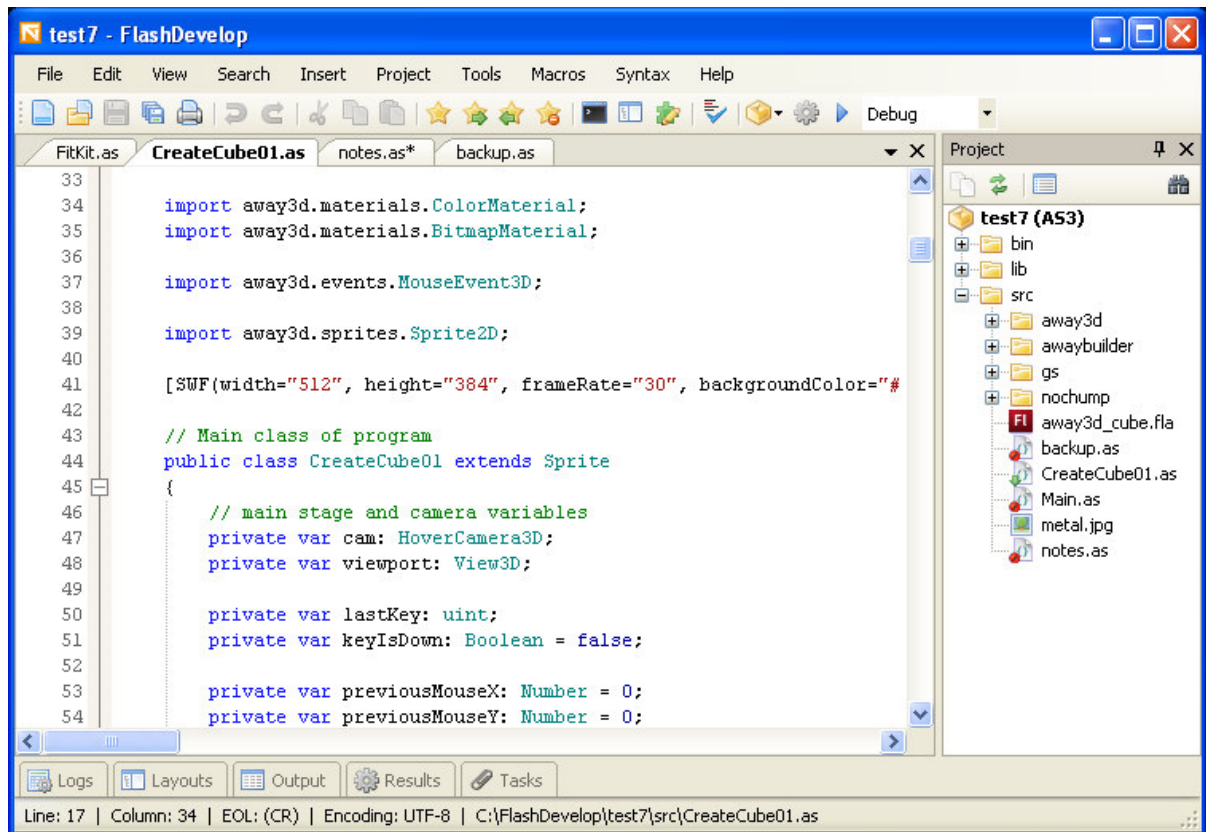 test7 - FlashDevelop
File Edit View Search Insert Project Tools Macros Syntax Help
Debug
FitKit.as CreateCube01.as notes.as* backup.as
33
34 import away3d.materials.ColorMaterial;
35 import away3d.materials.BitmapMaterial;
36
37 import away3d.events.MouseEvent3D;
38
39 import away3d.sprites.Sprite2D;
40
41 [SWF(width="512", height="384", frameRate="30", backgroundColor="#
42
43 // Main class of program
44 public class CreateCube01 extends Sprite
45 {
46 // main stage and camera variables
47 private var cam: HoverCamera3D;
48 private var viewport: View3D;
49
50 private var lastKey: uint;
51 private var keyIsDown: Boolean = false;
52
53 private var previousMouseX: Number = 0;
54 private var previousMouseY: Number = 0;
Project
test7 (AS3)
bin
lib
src
away3d
awaybuilder
gs
nochump
Fl away3d_cube.fla
backup.as
CreateCube01.as
Main.as
metal.jpg
notes.as
Logs Layouts Output Results Tasks
Line: 17 | Column: 34 | EOL: (CR) | Encoding: UTF-8 | C:\FlashDevelop\test7\src\CreateCube01.as